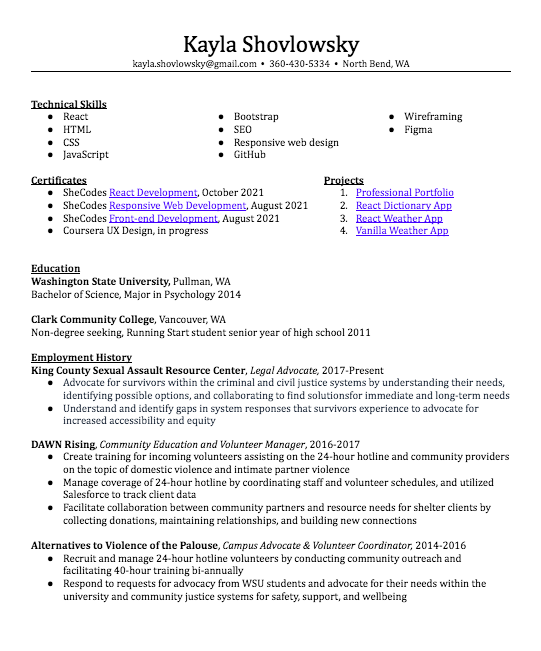 Kayla Shovlowsky
kayla.shovlowsky@gmail.com • 360-430-5334 • North Bend, WA
Technical Skills
● React
● HTML
● CSS
● JavaScript
● Bootstrap
● SEO
● Responsive web design
● GitHub
● Wireframing
● Figma
Certificates
● SheCodes React Development, October 2021
● SheCodes Responsive Web Development, August 2021
● SheCodes Front-end Development, August 2021
● Coursera UX Design, in progress
Projects
1. Professional Portfolio
2. React Dictionary App
3. React Weather App
4. Vanilla Weather App
Education
Washington State University, Pullman, WA
Bachelor of Science, Major in Psychology 2014
Clark Community College, Vancouver, WA
Non-degree seeking, Running Start student senior year of high school 2011
Employment History
King County Sexual Assault Resource Center, Legal Advocate, 2017-Present
● Advocate for survivors within the criminal and civil justice systems by understanding their needs,
identifying possible options, and collaborating to find solutionsfor immediate and long-term needs
● Understand and identify gaps in system responses that survivors experience to advocate for
increased accessibility and equity
DAWN Rising, Community Education and Volunteer Manager, 2016-2017
● Create training for incoming volunteers assisting on the 24-hour hotline and community providers
on the topic of domestic violence and intimate partner violence
● Manage coverage of 24-hour hotline by coordinating staff and volunteer schedules, and utilized
Salesforce to track client data
● Facilitate collaboration between community partners and resource needs for shelter clients by
collecting donations, maintaining relationships, and building new connections
Alternatives to Violence of the Palouse, Campus Advocate & Volunteer Coordinator, 2014-2016
● Recruit and manage 24-hour hotline volunteers by conducting community outreach and
facilitating 40-hour training bi-annually
● Respond to requests for advocacy from WSU students and advocate for their needs within the
university and community justice systems for safety, support, and wellbeing